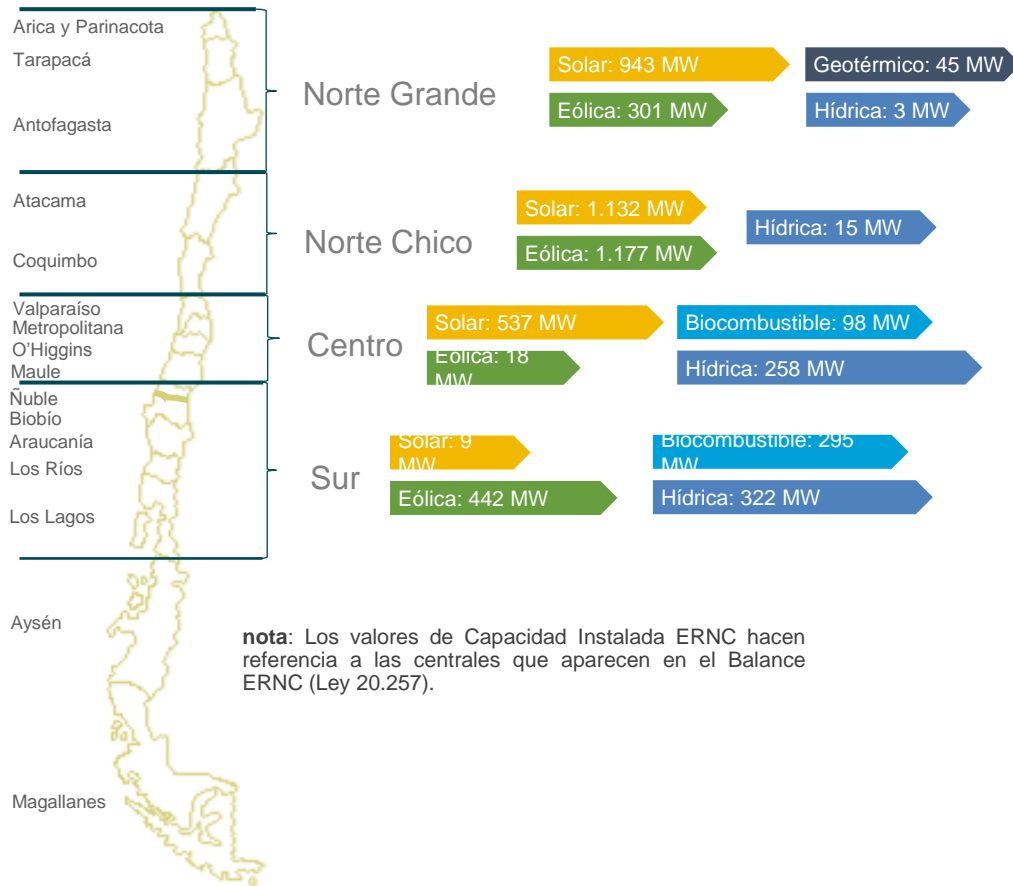 Arica y Parinacota
Tarapacá
Antofagasta
Norte Grande
Solar: 943 MW
Geotérmico: 45 MW
Eólica: 301 MW
Hídrica: 3 MW
Atacama
Coquimbo
Norte Chico
Solar: 1.132 MW
Hídrica: 15 MW
Eólica: 1.177 MW
Valparaíso
Metropolitana
O'Higgins
Maule
Centro
Solar: 537 MW
Biocombustible: 98 MW
Eólica: 18
MW
Hídrica: 258 MW
Ñuble
Biobío
Araucanía
Los Ríos
Los Lagos
Sur
Solar: 9
MW
Biocombustible: 295
MW
Eólica: 442 MW
Hídrica: 322 MW
Aysén
nota: Los valores de Capacidad Instalada ERNC hacen
referencia a las centrales que aparecen en el Balance
ERNC (Ley 20.257).
Magallanes